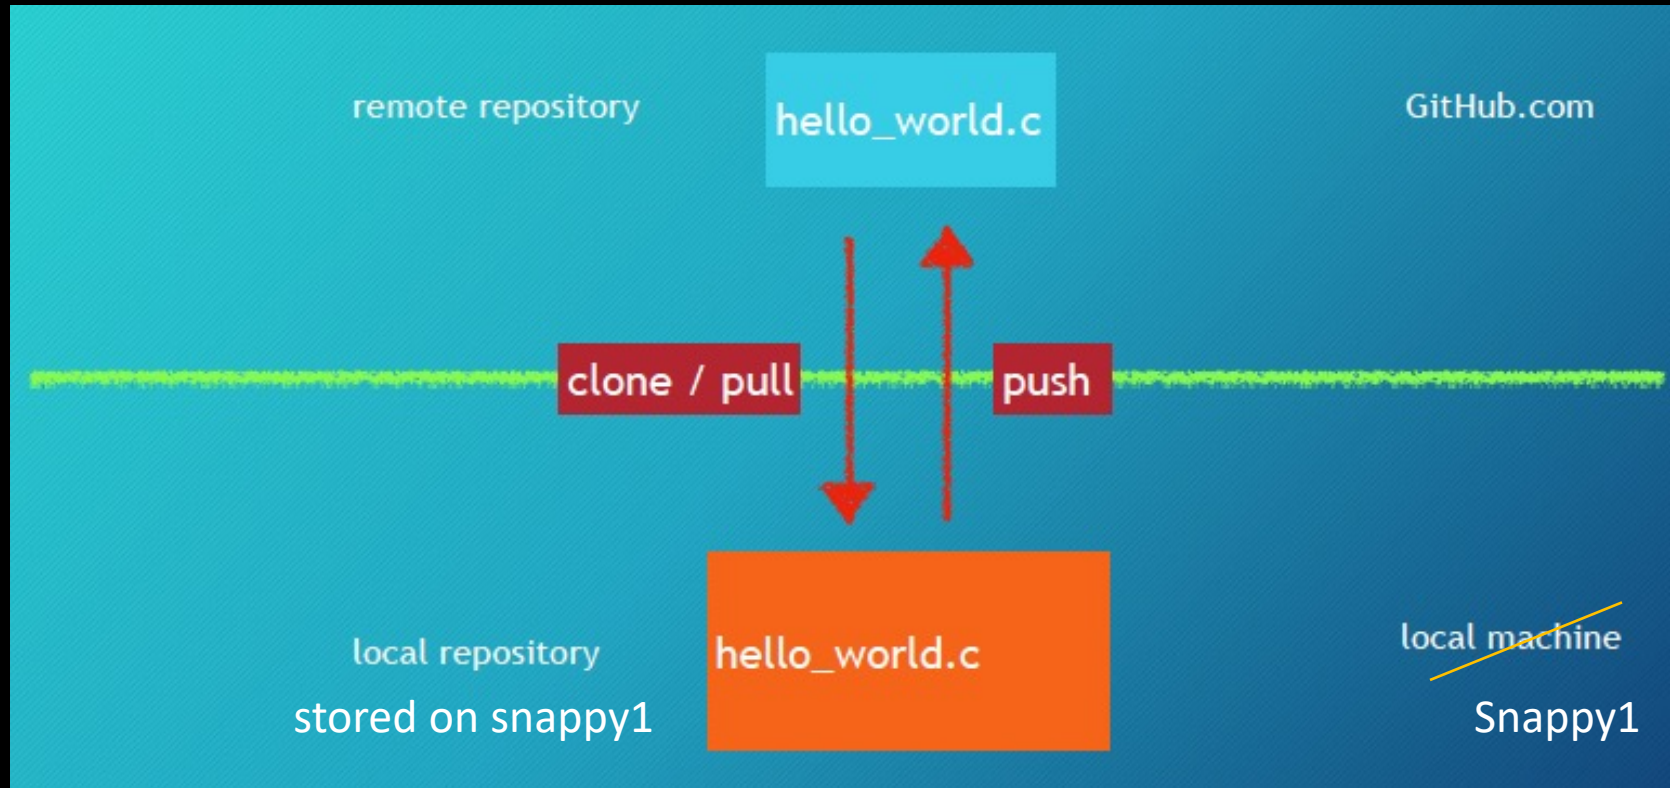 remote repository
hello_world.c
GitHub.com
clone / pull
push
local repository
stored on snappy1
hello_world.c
local machine
Snappy1